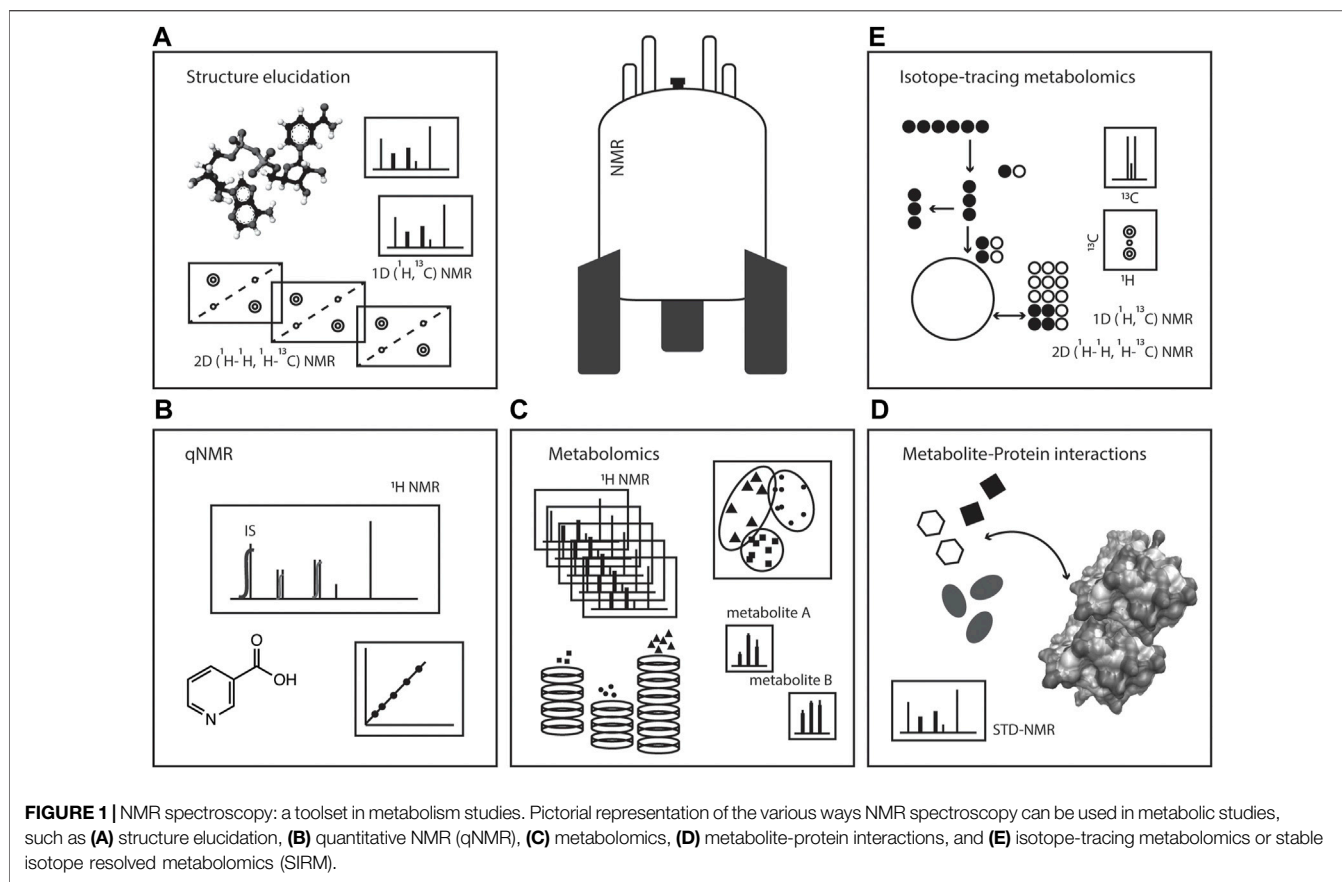 A
Structure elucidation
1D (¹H,¹³C) NMR
2D (¹H-¹H, ¹H-¹³C) NMR
NMR
E
Isotope-tracing metabolomics
¹³C
¹³C
¹H
1D (¹H,¹³C) NMR
2D (¹H-¹H, ¹H-¹³C) NMR
B
qNMR
¹H NMR
IS
O
OH
N
C
Metabolomics
¹H NMR
metabolite A
metabolite B
D
Metabolite-Protein interactions
STD-NMR
FIGURE 1 | NMR spectroscopy: a toolset in metabolism studies. Pictorial representation of the various ways NMR spectroscopy can be used in metabolic studies,
such as (A) structure elucidation, (B) quantitative NMR (qNMR), (C) metabolomics, (D) metabolite-protein interactions, and (E) isotope-tracing metabolomics or stable
isotope resolved metabolomics (SIRM).